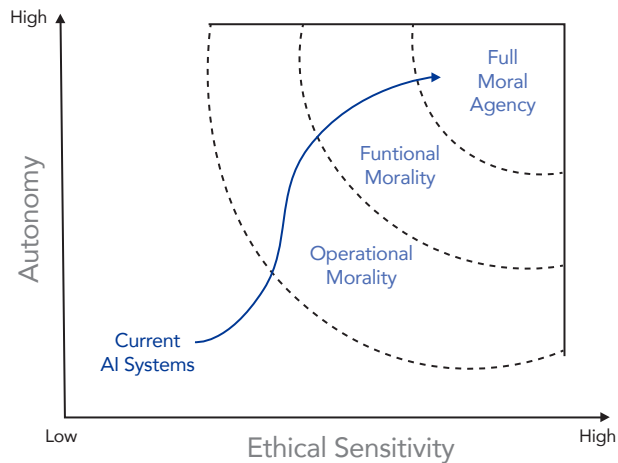 High
Full
Moral
Agency
Funtional
Morality
Autonomy
Operational
Morality
Current
AI Systems
Low
Ethical Sensitivity
High